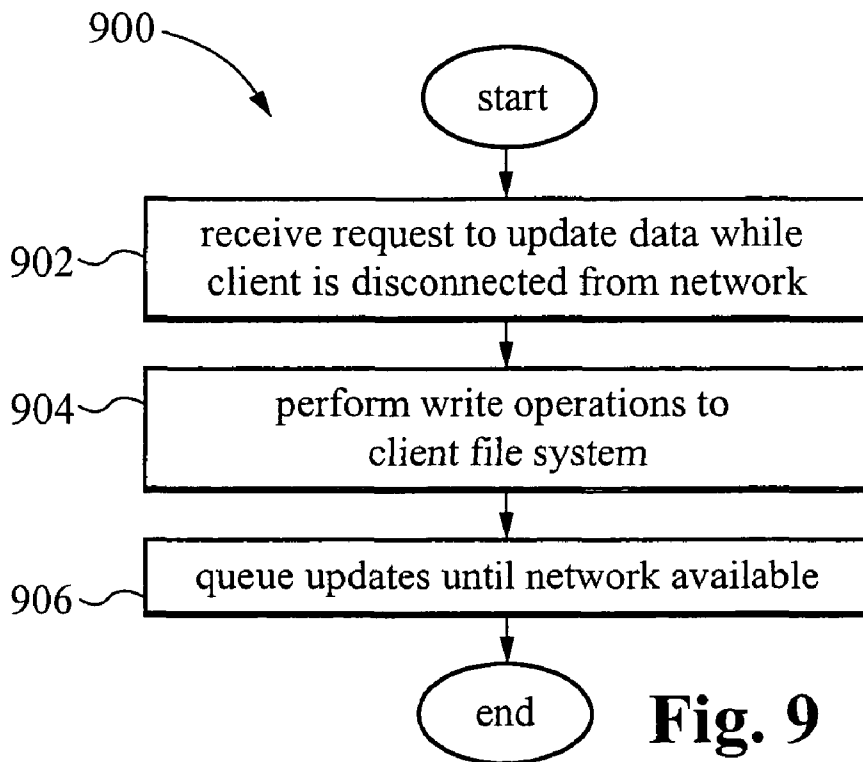 900
start
902
receive request to update data while
client is disconnected from network
904
perform write operations to
client file system
906
queue updates until network available
end
Fig. 9